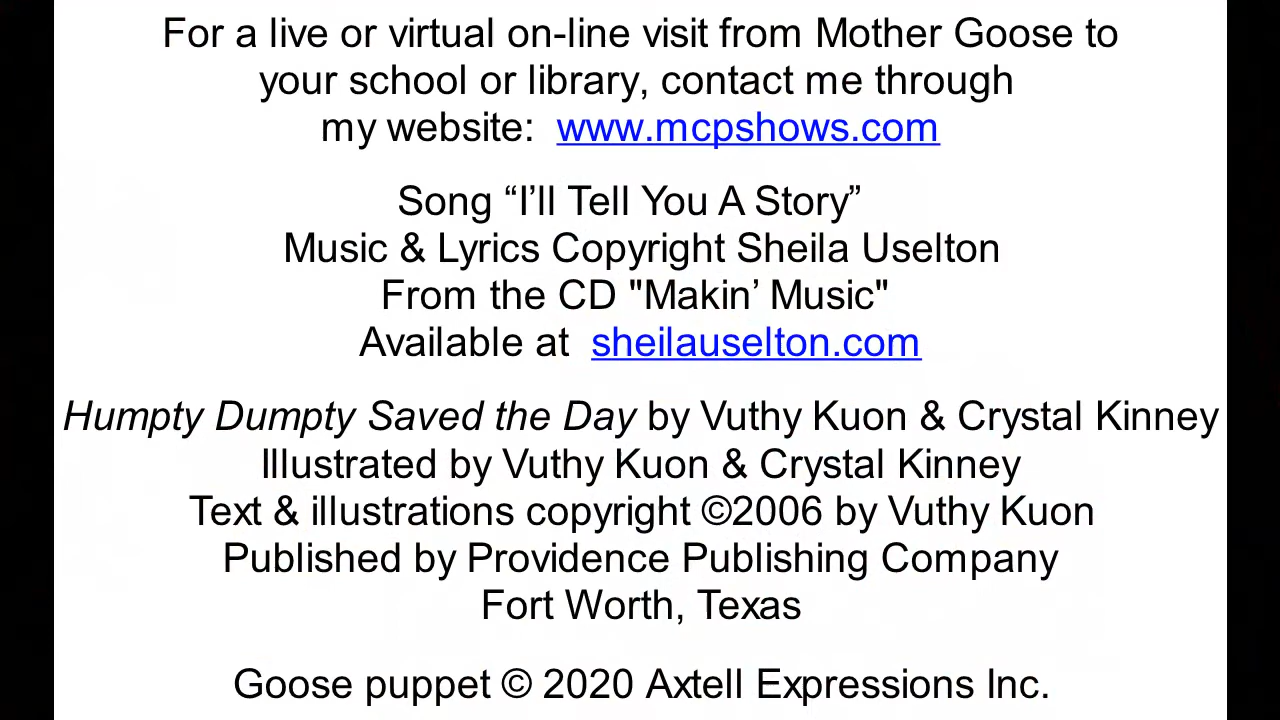 For a live or virtual on-line visit from Mother Goose to
your school or library, contact me through
my website:  www.mcpshows.com
Song “I’ll Tell You A Story”
Music & Lyrics Copyright Sheila Uselton
From the CD "Makin’ Music"
Available at  sheilauselton.com
Humpty Dumpty Saved the Day by Vuthy Kuon & Crystal Kinney
Illustrated by Vuthy Kuon & Crystal Kinney
Text & illustrations copyright ©2006 by Vuthy Kuon
Published by Providence Publishing Company
Fort Worth, Texas
Goose puppet © 2020 Axtell Expressions Inc.